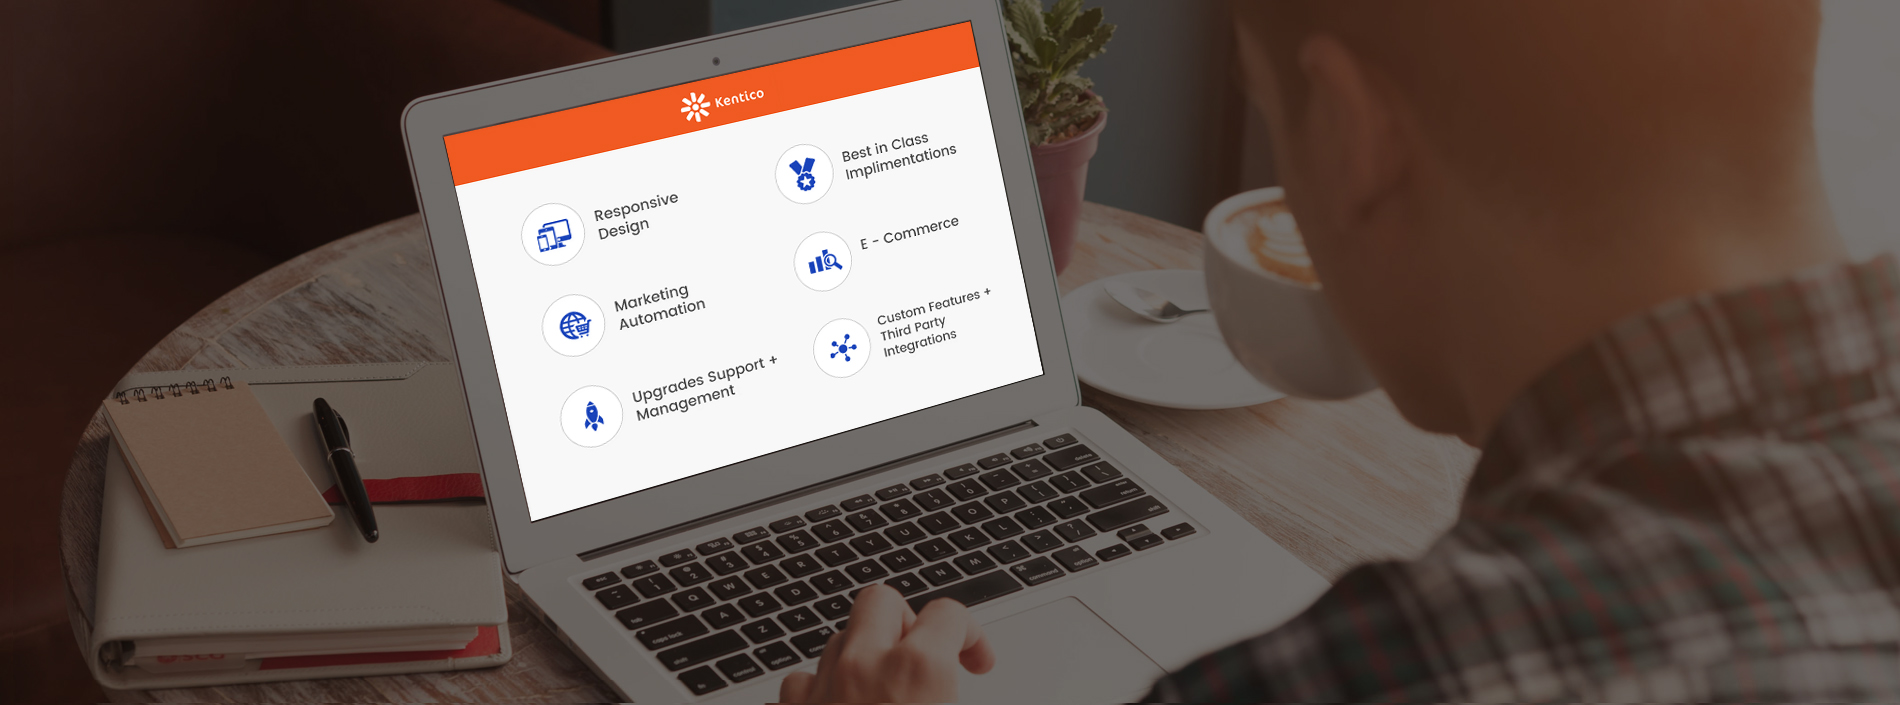 Kentico
Responsive
Design
Marketing
Automation
Upgrades Support +
Management
Best in Class
Implimentations
E - Commerce
Custom Features +
Third Party
Integrations